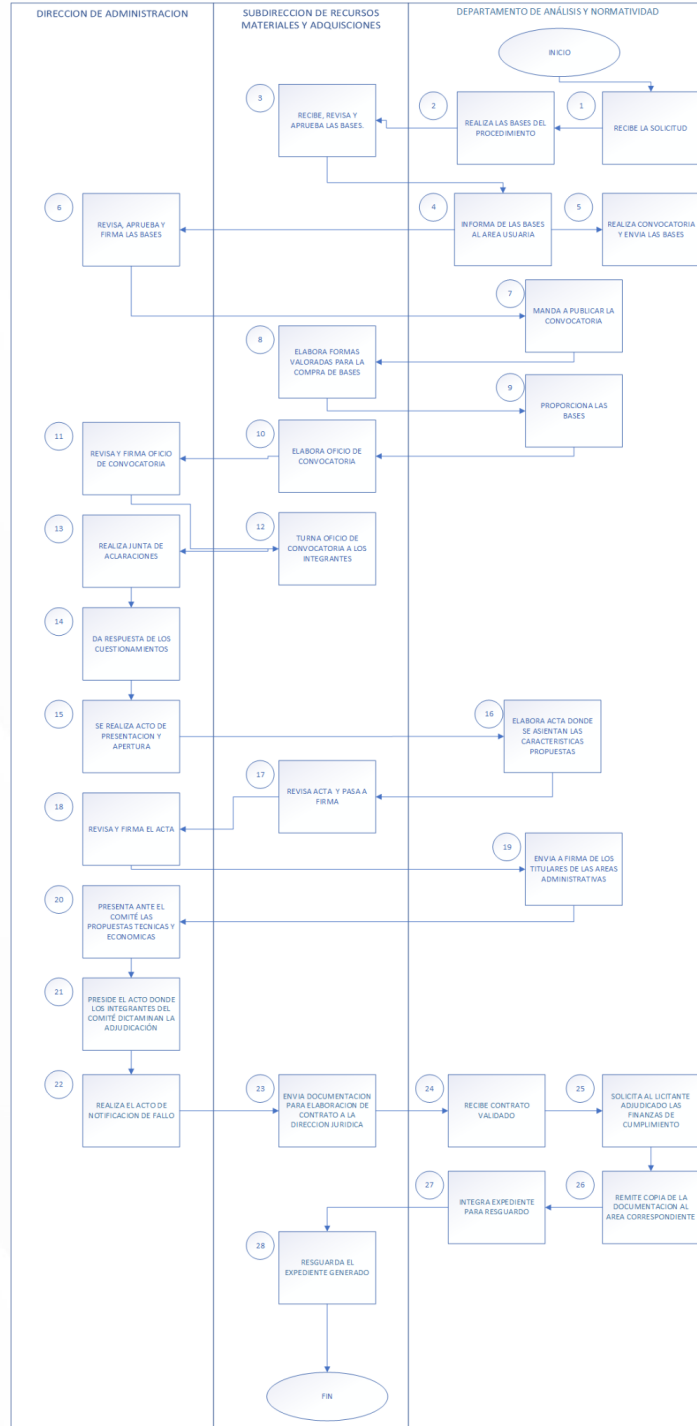 DIRECCION DE ADMINISTRACION
SUBDIRECCION DE RECURSOS
MATERIALES Y ADQUISCIONES
DEPARTAMENTO DE ANÁLISIS Y NORMATIVIDAD
INICIO
1
RECIBE LA SOLICITUD
2
REALIZA LAS BASES DEL
PROCEDIMIENTO
3
RECIBE, REVISA Y
APRUEBA LAS BASES.
4
INFORMA DE LAS BASES
AL AREA USUARIA
5
REALIZA CONVOCATORIA
Y ENVIA LAS BASES
6
REVISA, APRUEBA Y
FIRMA LAS BASES
7
MANDA A PUBLICAR LA
CONVOCATORIA
8
ELABORA FORMAS
VALORADAS PARA LA
COMPRA DE BASES
9
PROPORCIONA LAS
BASES
10
ELABORA OFICIO DE
CONVOCATORIA
11
REVISA Y FIRMA OFICIO
DE CONVOCATORIA
12
TURNA OFICIO DE
CONVOCATORIA A LOS
INTEGRANTES
13
REALIZA JUNTA DE
ACLARACIONES
14
DA RESPUESTA DE LOS
CUESTIONAMIENTOS
15
SE REALIZA ACTO DE
PRESENTACION Y
APERTURA
16
ELABORA ACTA DONDE
SE ASIENTAN LAS
CARACTERISTICAS
PROPUESTAS
17
REVISA ACTA Y PASA A
FIRMA
18
REVISA Y FIRMA EL ACTA
19
ENVIA A FIRMA DE LOS
TITULARES DE LAS AREAS
ADMINISTRATIVAS
20
PRESENTA ANTE EL
COMITÉ LAS
PROPUESTAS TECNICAS Y
ECONOMICAS
21
PRESIDE EL ACTO DONDE
LOS INTEGRANTES DEL
COMITÉ DICTAMINAN LA
ADJUDICACIÓN
22
REALIZA EL ACTO DE
NOTIFICACION DE FALLO
23
ENVIA DOCUMENTACION
PARA ELABORACION DE
CONTRATO A LA
DIRECCION JURIDICA
24
RECIBE CONTRATO
VALIDADO
25
SOLICITA AL LICITANTE
ADJUDICADO LAS
FINANZAS DE
CUMPLIMIENTO
26
REMITE COPIA DE LA
DOCUMENTACION AL
AREA CORRESPONDIENTE
27
INTEGRA EXPEDIENTE
PARA RESGUARDO
28
RESGUARDA EL
EXPEDIENTE GENERADO
FIN